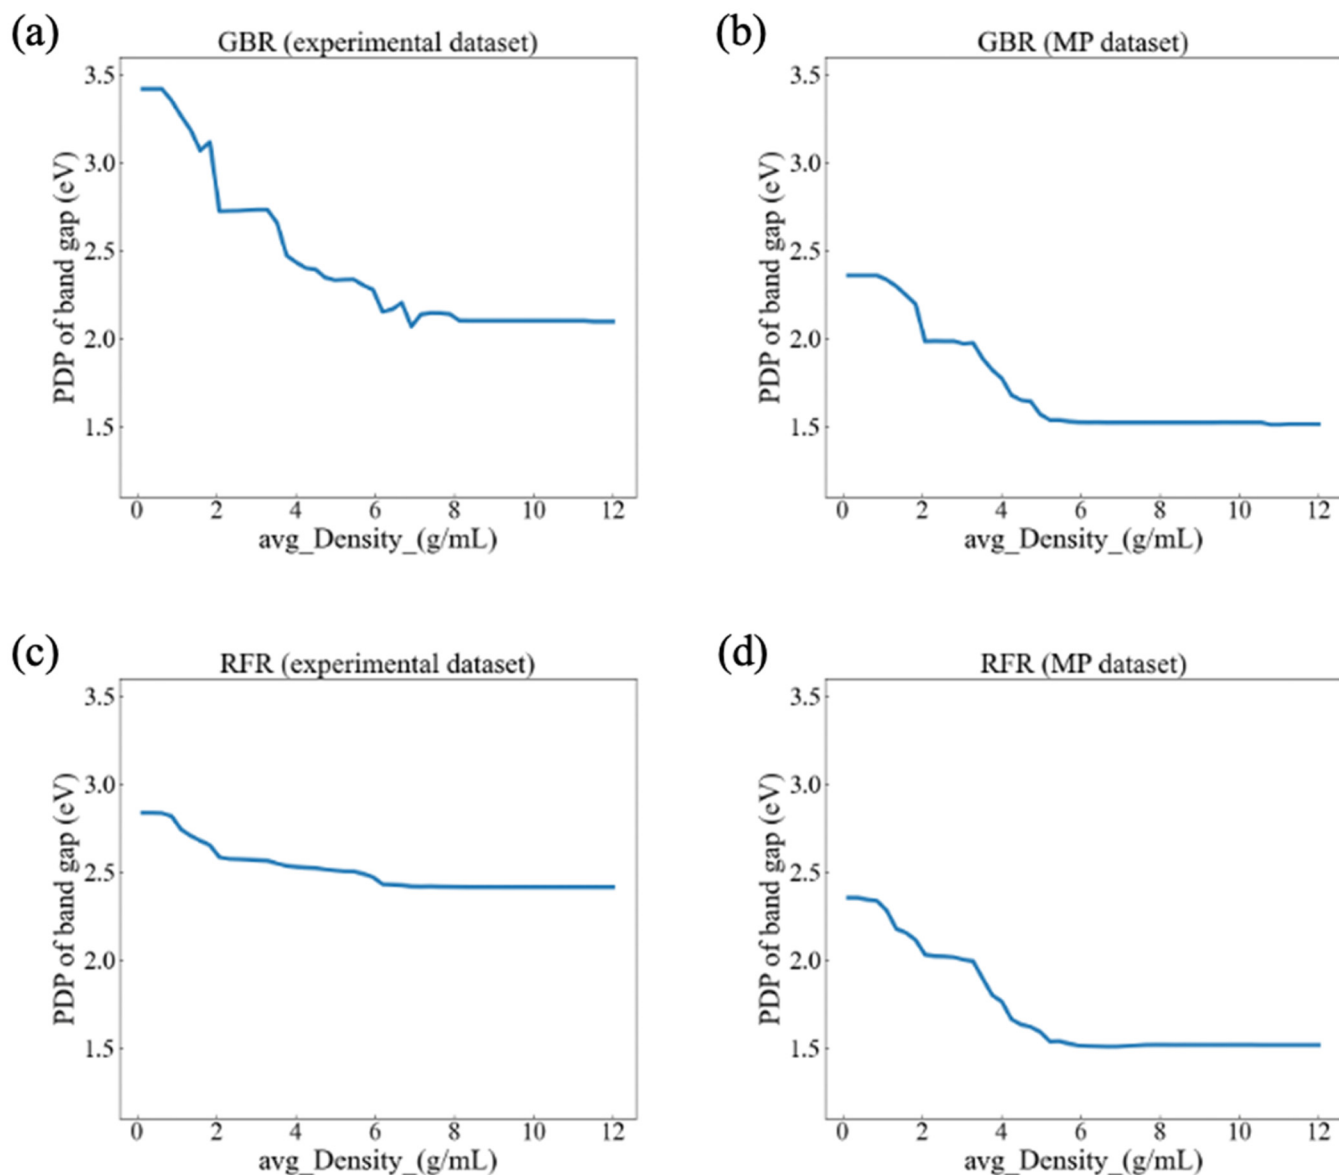 (a)
GBR (experimental dataset)
3.5
3.0
2.5
2.0
1.5
PDP of band gap (eV)
0 2 4 6 8 10 12
avg_Density_(g/mL)
(b)
GBR (MP dataset)
3.5
3.0
2.5
2.0
1.5
PDP of band gap (eV)
0 2 4 6 8 10 12
avg_Density_(g/mL)
(c)
RFR (experimental dataset)
3.5
3.0
2.5
2.0
1.5
PDP of band gap (eV)
0 2 4 6 8 10 12
avg_Density_(g/mL)
(d)
RFR (MP dataset)
3.5
3.0
2.5
2.0
1.5
PDP of band gap (eV)
0 2 4 6 8 10 12
avg_Density_(g/mL)